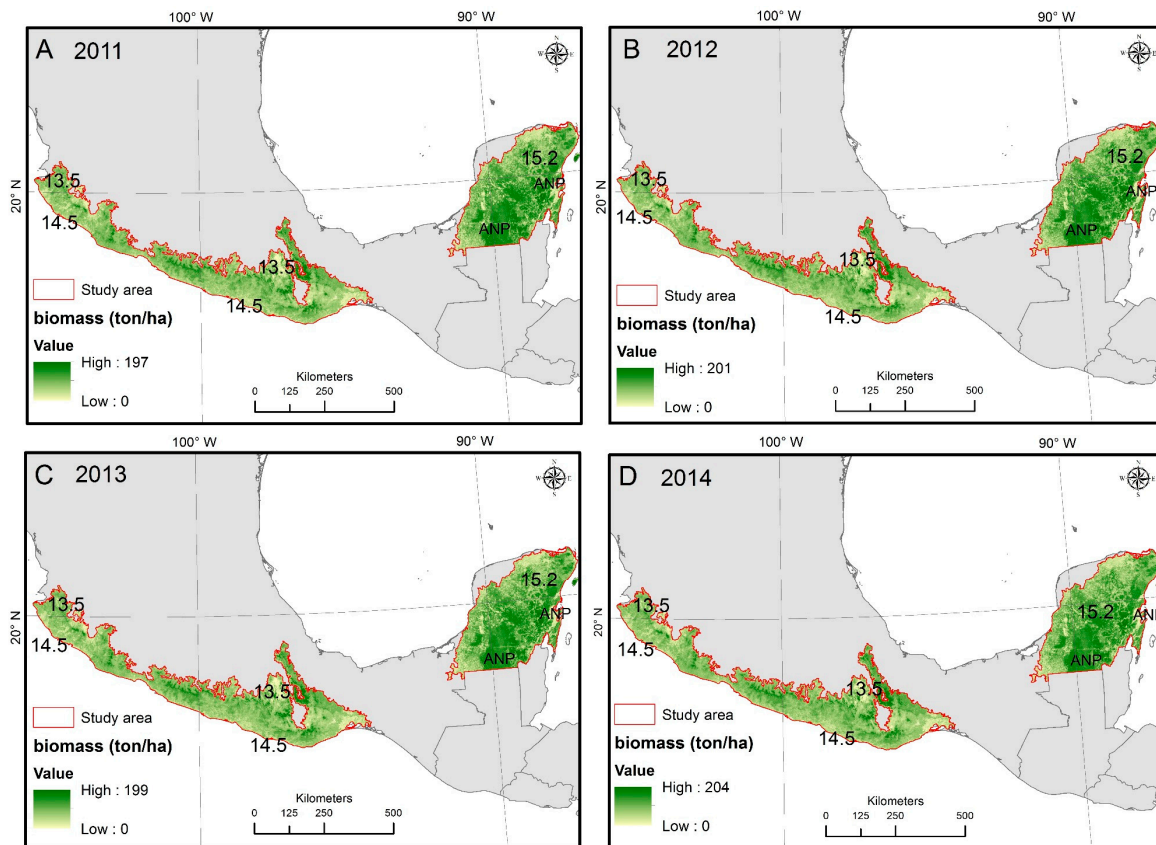 100° W
90° W
A 2011
N
W E
S
15.2
ANP
ANP
13.5
14.5
20° N
13.5
14.5
Study area
biomass (ton/ha)
Value
High : 197
Low : 0
Kilometers
0 125 250 500
100° W
90° W
B 2012
N
W E
S
15.2
ANP
ANP
13.5
14.5
20° N
13.5
14.5
Study area
biomass (ton/ha)
Value
High : 201
Low : 0
Kilometers
0 125 250 500
100° W
90° W
C 2013
N
W E
S
15.2
ANP
ANP
13.5
14.5
20° N
13.5
14.5
Study area
biomass (ton/ha)
Value
High : 199
Low : 0
Kilometers
0 125 250 500
100° W
90° W
D 2014
N
W E
S
15.2
ANP
ANP
13.5
14.5
20° N
13.5
14.5
Study area
biomass (ton/ha)
Value
High : 204
Low : 0
Kilometers
0 125 250 500